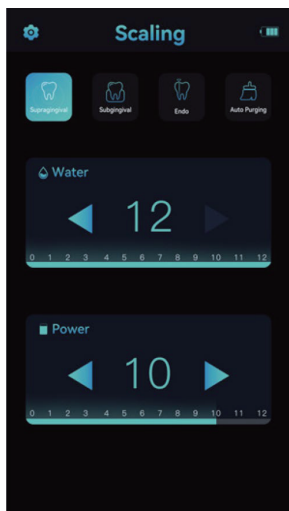 Scaling
Supragingival Subgingival Endo Auto Purging
Water
12
0 1 2 3 4 5 6 7 8 9 10 11 12
Power
10
0 1 2 3 4 5 6 7 8 9 10 11 12